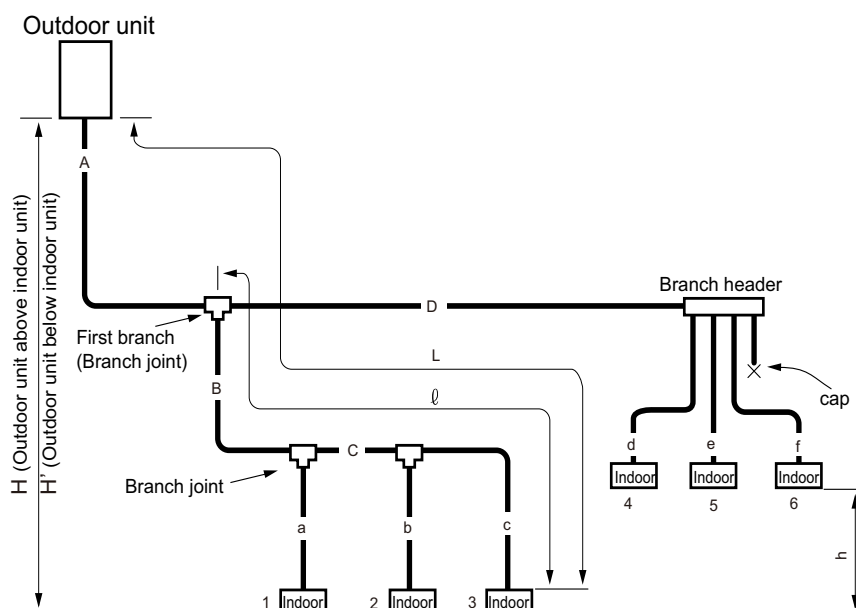 Outdoor unit
H (Outdoor unit above indoor unit)
H' (Outdoor unit below indoor unit)
A
First branch
(Branch joint)
D
Branch header
L
ℓ
B
cap
C
Branch joint
a
b
c
d
e
f
Indoor
Indoor
Indoor
4
5
6
h
1 Indoor
2 Indoor
3 Indoor